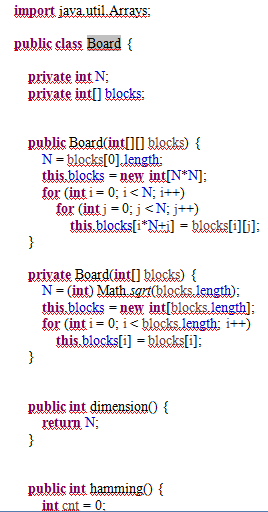 import java.util.Arrays;
public class Board {
private int N;
private int[] blocks;
public Board(int[][] blocks) {
N = blocks[0].length;
this.blocks = new int[N*N];
for (int i = 0; i < N; i++)
for (int j = 0; j < N; j++)
this.blocks[i*N+j] = blocks[i][j];
}
private Board(int[] blocks) {
N = (int) Math.sqrt(blocks.length);
this.blocks = new int[blocks.length];
for (int i = 0; i < blocks.length; i++)
this.blocks[i] = blocks[i];
}
public int dimension() {
return N;
}
public int hamming() {
int cnt = 0;